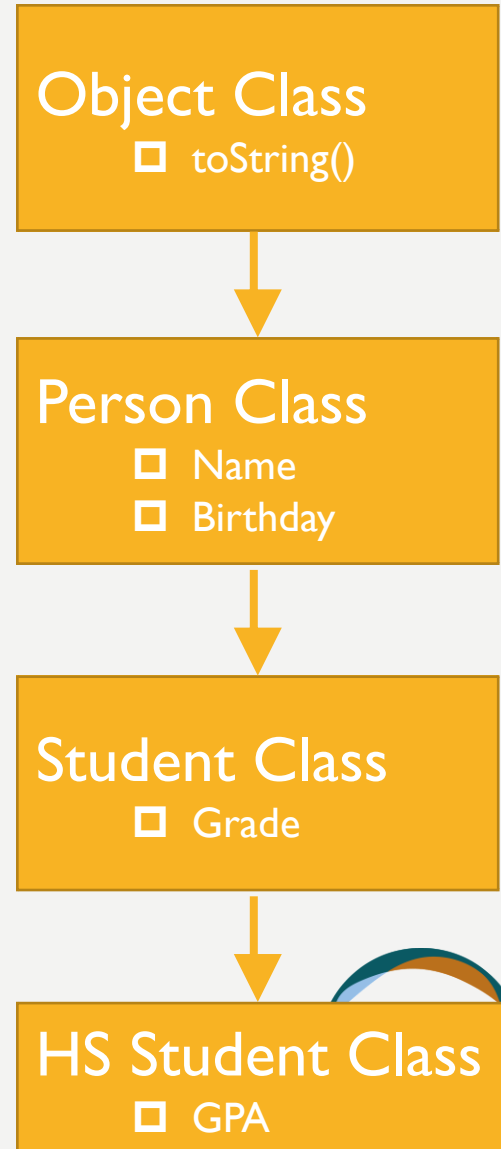 Object Class
toString()
Person Class
Name
Birthday
Student Class
Grade
HS Student Class
GPA